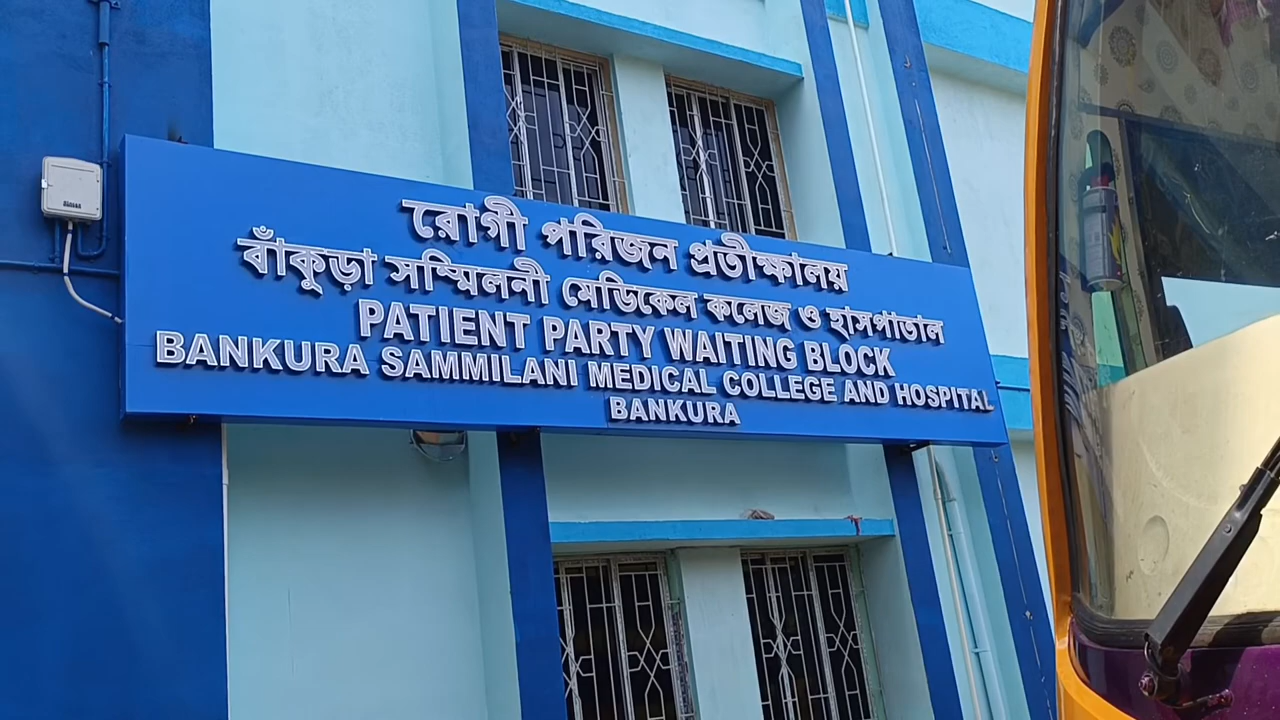 রোগী পরিজন প্রতীক্ষালয়
বাঁকুড়া সম্মিলনী মেডিকেল কলেজ ও হাসপাতাল
PATIENT PARTY WAITING BLOCK
BANKURA SAMMILANI MEDICAL COLLEGE AND HOSPITAL
BANKURA